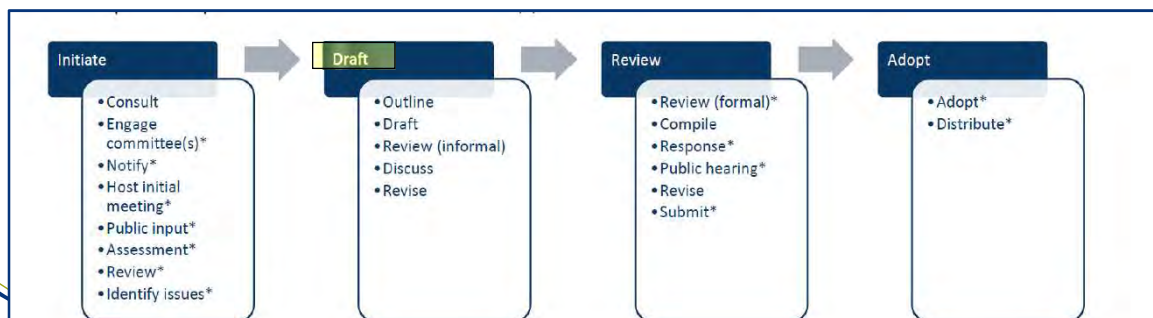 Initiate
• Consult
• Engage
committee(s)*
• Notify*
• Host initial
meeting*
• Public input*
• Assessment*
• Review*
• Identify issues*
Draft
• Outline
• Draft
• Review (informal)
• Discuss
• Revise
Review
• Review (formal)*
• Compile
• Response*
• Public hearing*
• Revise
• Submit*
Adopt
• Adopt*
• Distribute*